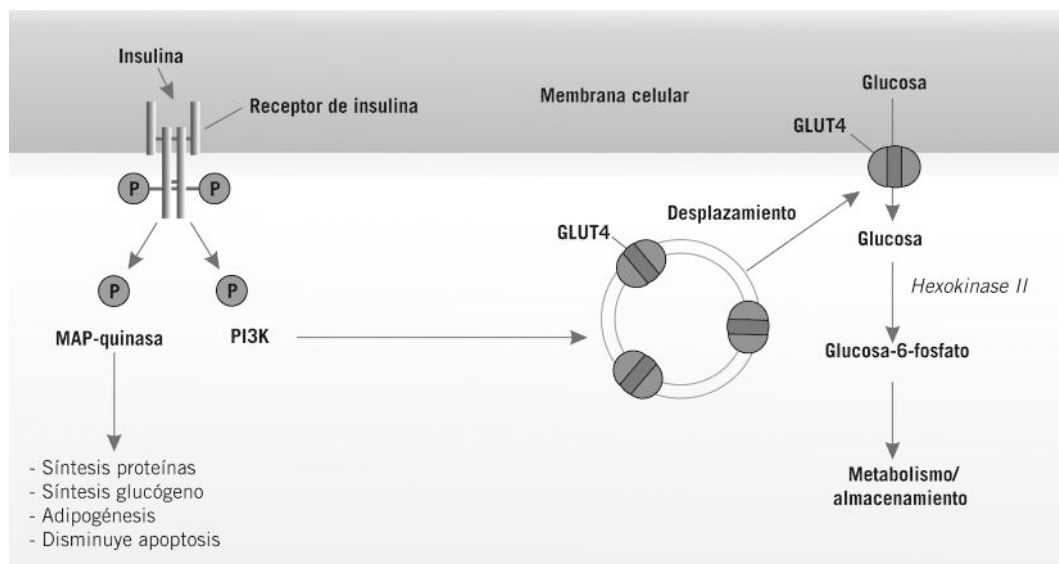 Insulina
Receptor de insulina
Membrana celular
Glucosa
GLUT4
P
P
Desplazamiento
GLUT4
Glucosa
P
P
Hexokinase II
MAP-quinasa
PI3K
Glucosa-6-fosfato
- Síntesis proteínas
- Síntesis glucógeno
- Adipogénesis
- Disminuye apoptosis
Metabolismo/
almacenamiento